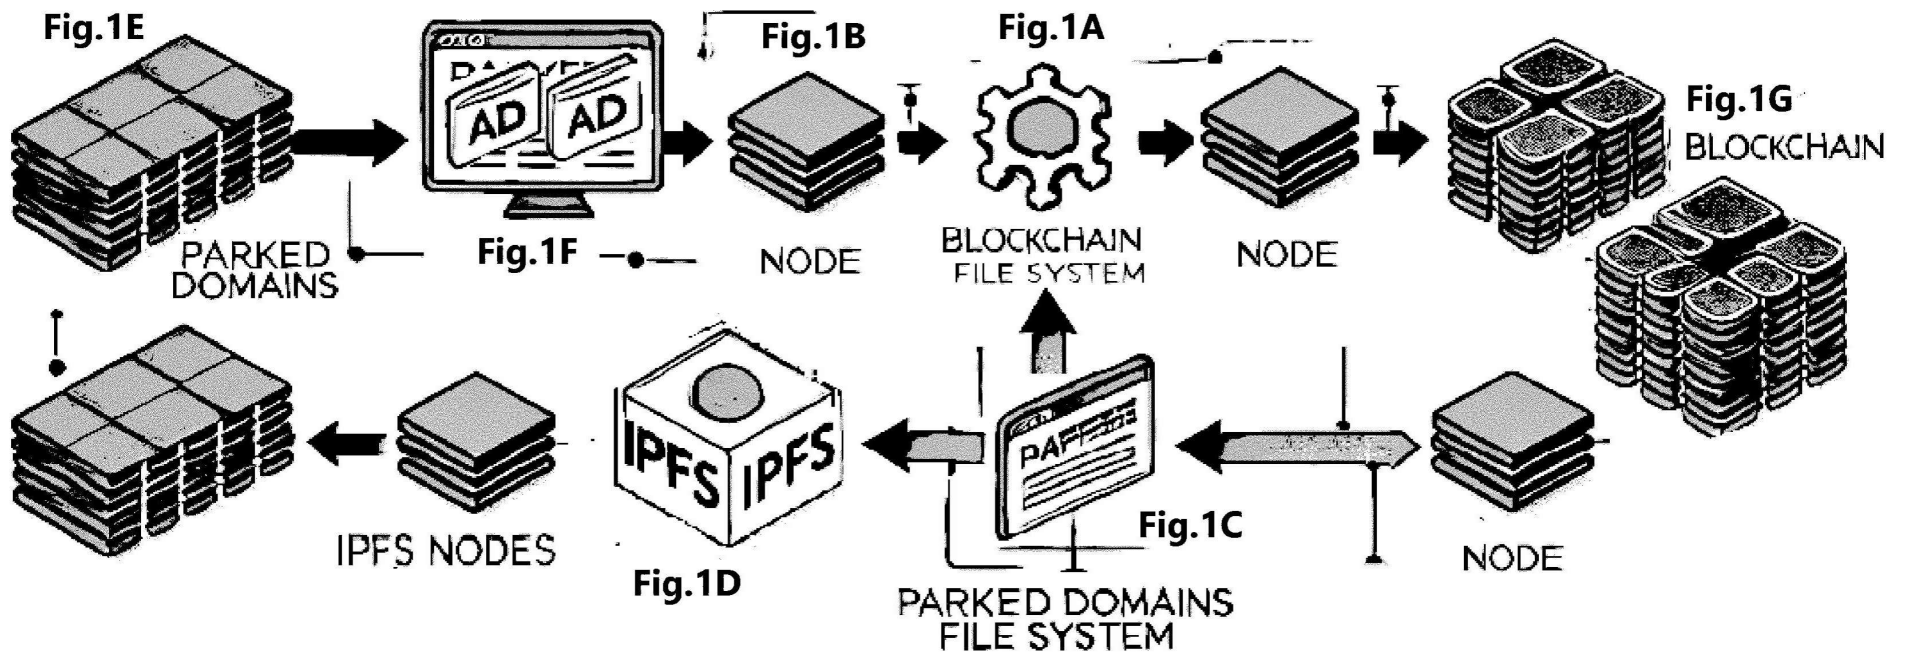 Fig.1E
Fig.1B
Fig.1A
AD
AD
Fig.1G
BLOCKCHAIN
PARKED
DOMAINS
Fig.1F
NODE
BLOCKCHAIN
FILE SYSTEM
NODE
IPFS
IPFS
IPFS NODES
Fig.1D
Fig.1C
NODE
PARKED DOMAINS
FILE SYSTEM